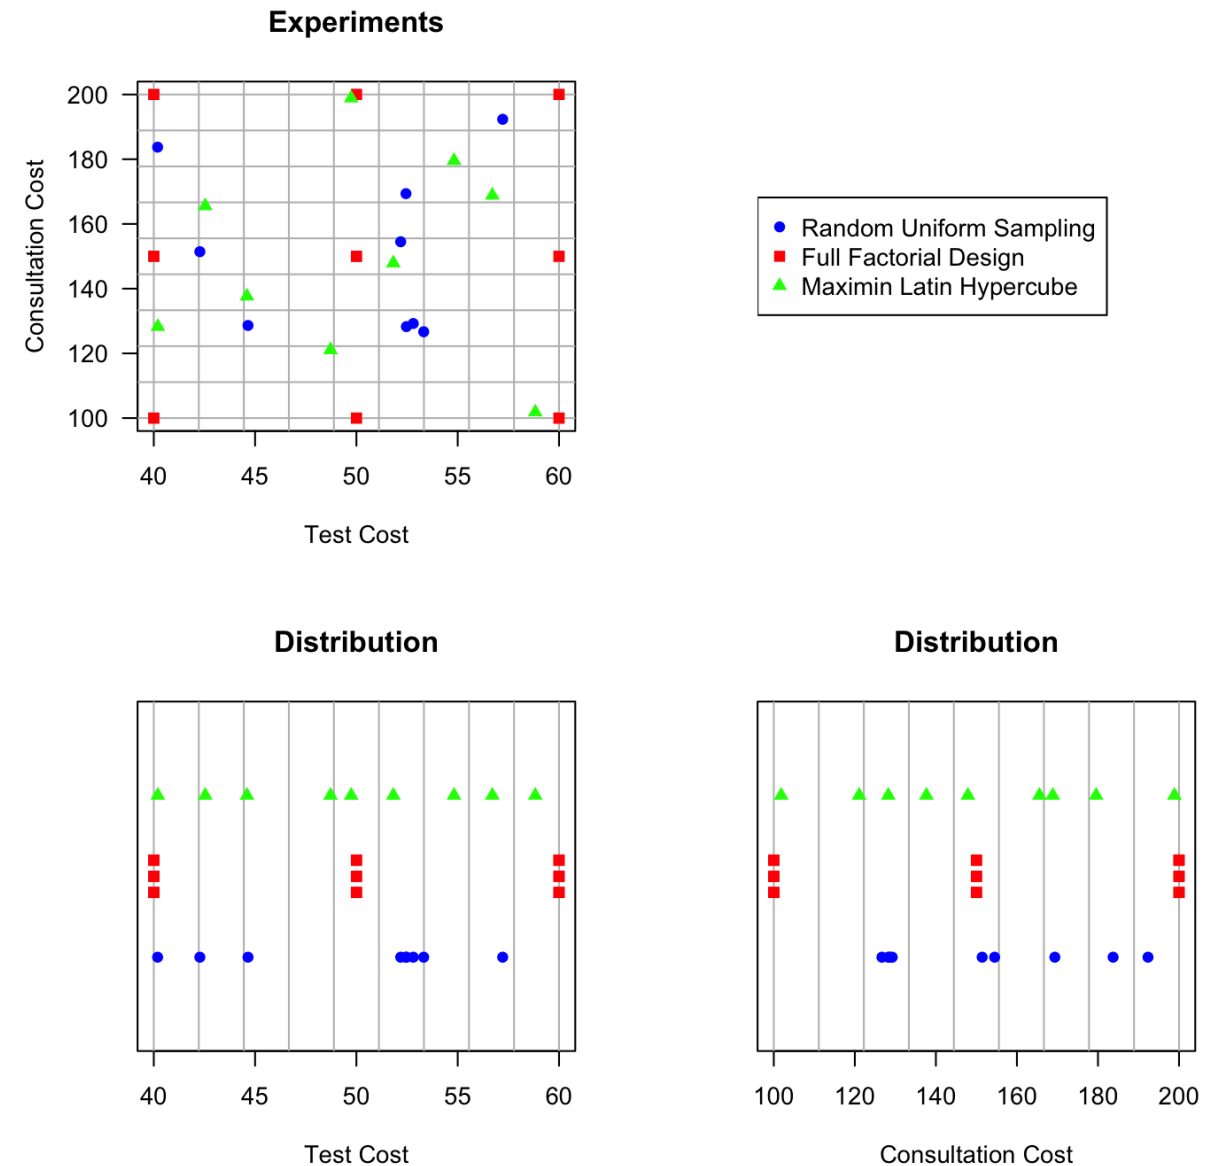 Experiments
200
180
160
140
120
100
Consultation Cost
40 45 50 55 60
Test Cost
Random Uniform Sampling
Full Factorial Design
Maximin Latin Hypercube
Distribution
40 45 50 55 60
Test Cost
Distribution
100 120 140 160 180 200
Consultation Cost